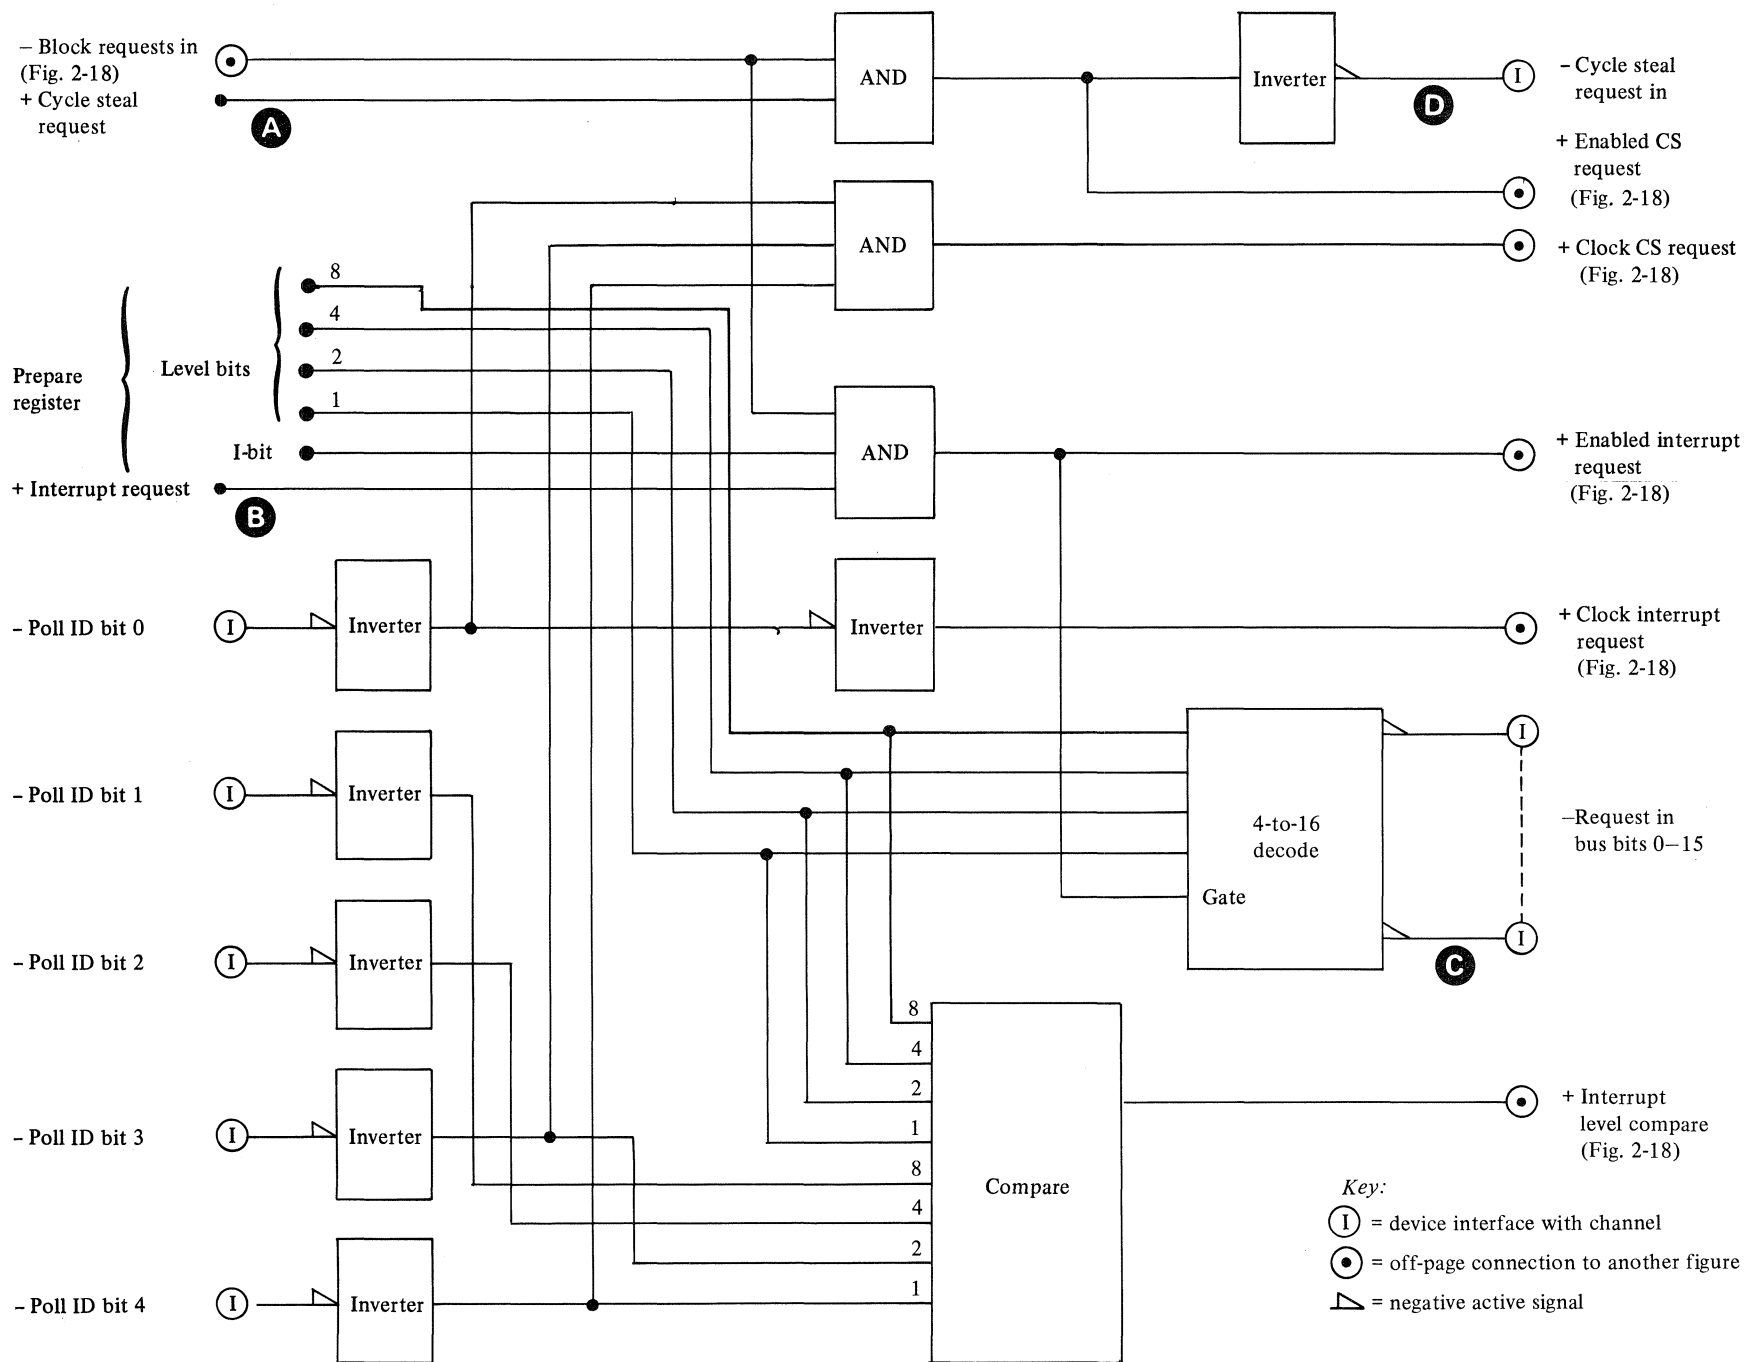 − Block requests in
(Fig. 2-18)
+ Cycle steal
request
A
AND
Inverter
I
− Cycle steal
request in
D
+ Enabled CS
request
(Fig. 2-18)
AND
+ Clock CS request
(Fig. 2-18)
Prepare
register
Level bits
8
4
2
1
I-bit
+ Interrupt request
B
AND
+ Enabled interrupt
request
(Fig. 2-18)
− Poll ID bit 0
I
Inverter
Inverter
+ Clock interrupt
request
(Fig. 2-18)
− Poll ID bit 1
I
Inverter
4-to-16
decode
Gate
I
−Request in
bus bits 0−15
I
C
− Poll ID bit 2
I
Inverter
− Poll ID bit 3
I
Inverter
− Poll ID bit 4
I
Inverter
8
4
2
1
8
4
2
1
Compare
+ Interrupt
level compare
(Fig. 2-18)
Key:
I = device interface with channel
= off-page connection to another figure
= negative active signal